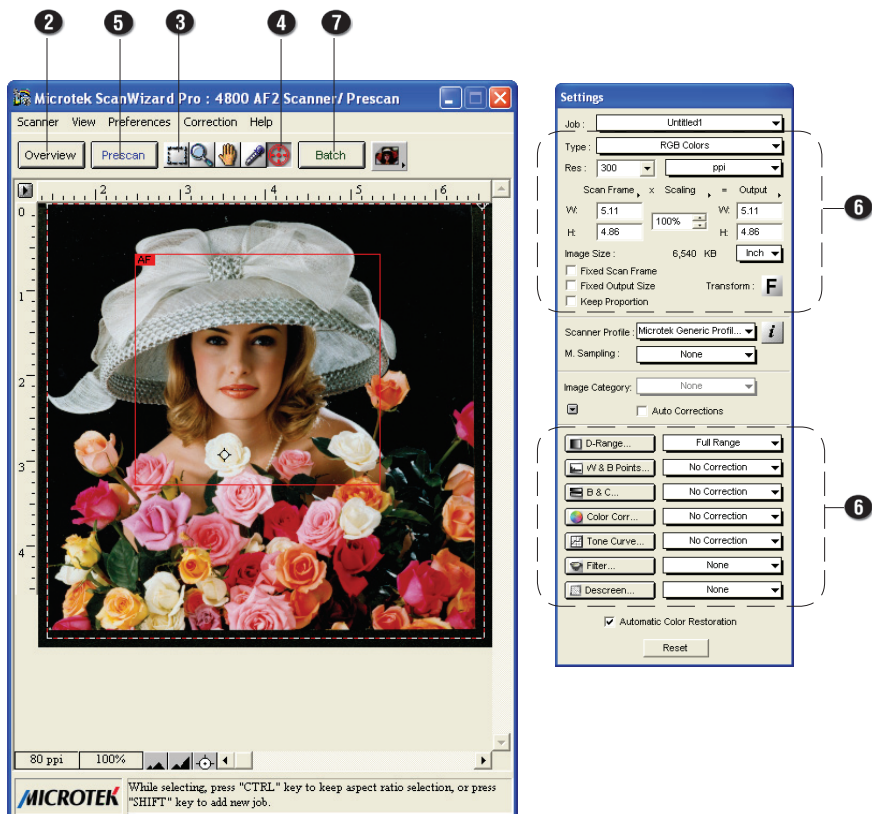 2 5 3 4 7
Microtek ScanWizard Pro : 4800 AF2 Scanner/ Prescan
Scanner View Preferences Correction Help
Overview Prescan Batch
1 2 3 4 5 6
0
1
2
3
4
AF
80 ppi 100%
MICROTEK
While selecting, press "CTRL" key to keep aspect ratio selection, or press
"SHIFT" key to add new job.
Settings
Job : Untitled1
Type : RGB Colors
Res : 300 ppi
Scan Frame x Scaling = Output
W: 5.11 100% W: 5.11
H: 4.86 H: 4.86
Image Size : 6,540 KB Inch
Fixed Scan Frame
Fixed Output Size Transform : F
Keep Proportion
6
Scanner Profile : Microtek Generic Profil... i
M. Sampling : None
Image Category: None
Auto Corrections
D-Range... Full Range
W & B Points... No Correction
B & C... No Correction
Color Corr... No Correction
Tone Curve... No Correction
Filter... None
Descreen... None
6
Automatic Color Restoration
Reset